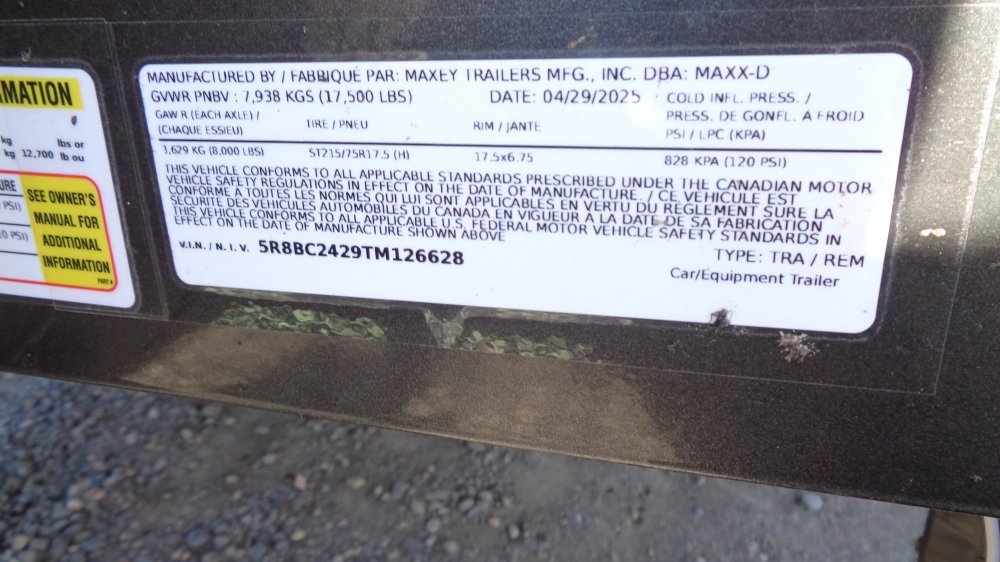 MANUFACTURED BY / FABRIQUE PAR: MAXEY TRAILERS MFG., INC. DBA: MAXX-D
GVWR PNBV : 7,938 KGS (17,500 LBS) DATE: 04/29/2025 COLD INFL. PRESS. /
GAW R (EACH AXLE) / TIRE / PNEU RIM / JANTE PRESS. DE GONFL. A FROID
(CHAQUE ESSIEU) PSI / LPC (KPA)
3,629 KG (8,000 LBS) ST215/75R17.5 (H) 17.5x6.75 828 KPA (120 PSI)
THIS VEHICLE CONFORMS TO ALL APPLICABLE STANDARDS PRESCRIBED UNDER THE CANADIAN MOTOR
VEHICLE SAFETY REGULATIONS IN EFFECT ON THE DATE OF MANUFACTURE. / CE VEHICULE EST
CONFORME A TOUTES LES NORMES QUI LUI SONT APPLICABLES EN VERTU DU REGLEMENT SURE LA
SECURITE DES VEHICULES AUTOMOBILES DU CANADA EN VIGUEUR A LA DATE DE SA FABRICATION
THIS VEHICLE CONFORMS TO ALL APPLICABLE U.S. FEDERAL MOTOR VEHICLE SAFETY STANDARDS IN
EFFECT ON THE DATE OF MANUFACTURE SHOWN ABOVE
V.I.N. / N.I.V. 5R8BC2429TM126628 TYPE: TRA / REM
Car/Equipment Trailer
RMATION
kg lbs or
kg 12,700 lb ou
URE SEE OWNER'S
PSI) MANUAL FOR
0 PSI) ADDITIONAL
INFORMATION
PART #